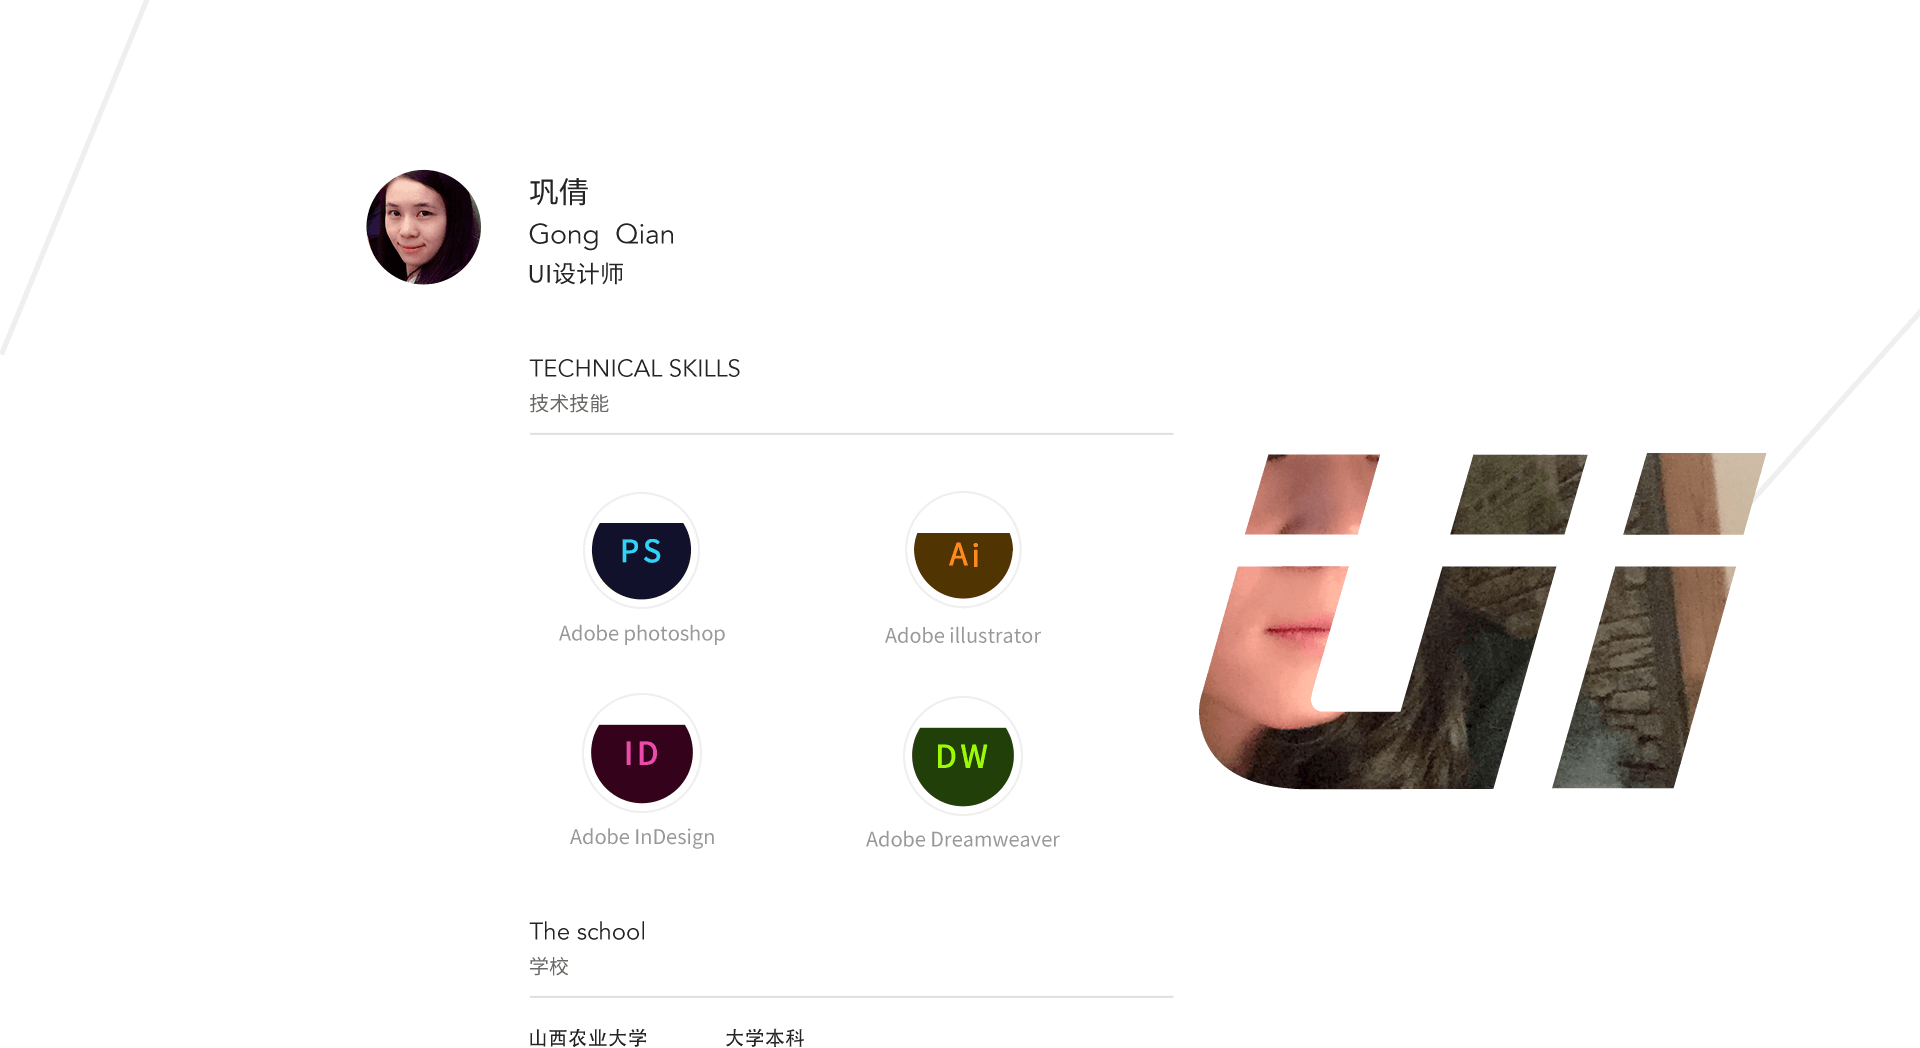 巩倩
Gong Qian
UI设计师
TECHNICAL SKILLS
技术技能
PS
Ai
Adobe photoshop
Adobe illustrator
ID
DW
Adobe InDesign
Adobe Dreamweaver
Ui
The school
学校
山西农业大学 大学本科